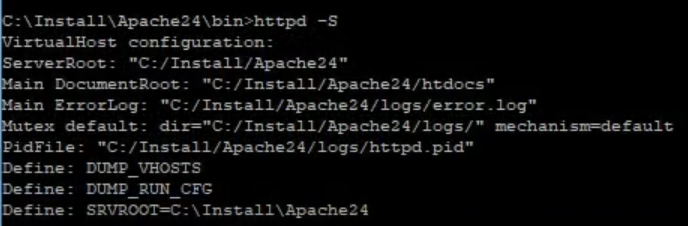 C:\Install\Apache24\bin>httpd -S
VirtualHost configuration:
ServerRoot: "C:/Install/Apache24"
Main DocumentRoot: "C:/Install/Apache24/htdocs"
Main ErrorLog: "C:/Install/Apache24/logs/error.log"
Mutex default: dir="C:/Install/Apache24/logs/" mechanism=default
PidFile: "C:/Install/Apache24/logs/httpd.pid"
Define: DUMP_VHOSTS
Define: DUMP_RUN_CFG
Define: SRVROOT=C:\Install\Apache24